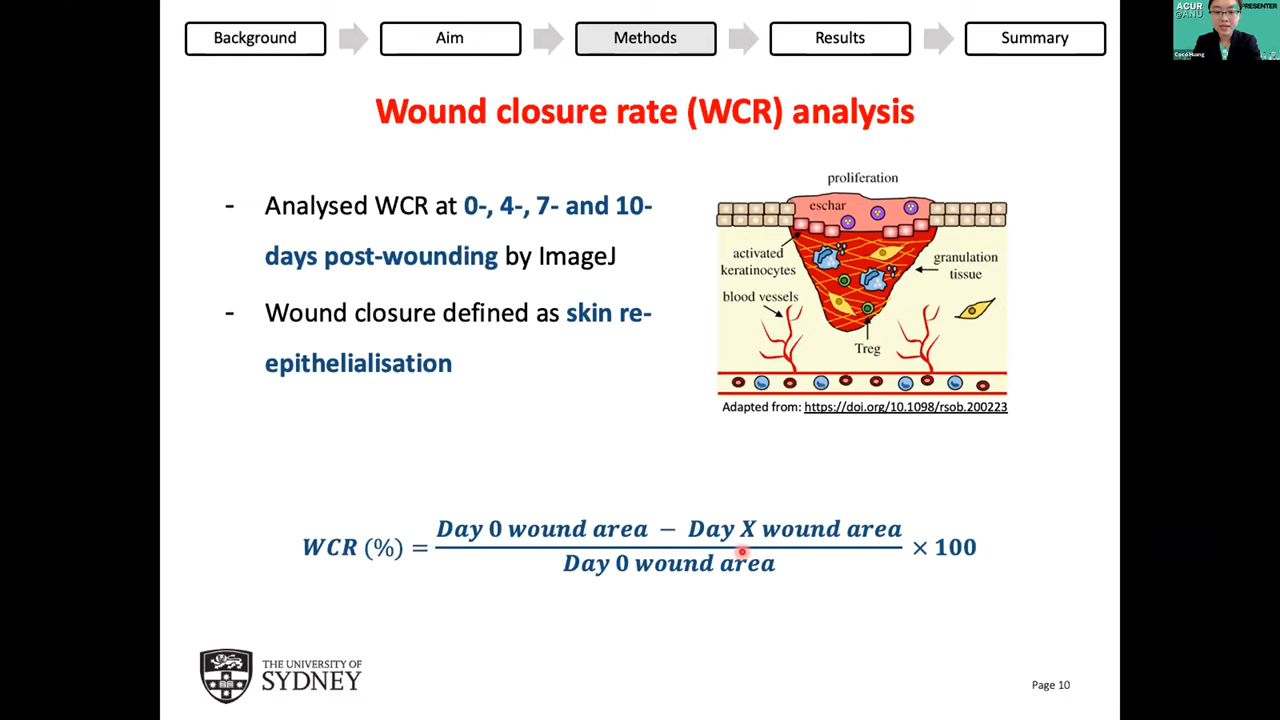 Background
Aim
Methods
Results
Summary
ACUR
@ANU
PRESENTER
Coco Huang
Wound closure rate (WCR) analysis
- Analysed WCR at 0-, 4-, 7- and 10-
days post-wounding by ImageJ
- Wound closure defined as skin re-
epithelialisation
proliferation
eschar
activated
keratinocytes
granulation
tissue
blood vessels
Treg
Adapted from: https://doi.org/10.1098/rsob.200223
WCR (%) = (Day 0 wound area − Day X wound area) / Day 0 wound area × 100
THE UNIVERSITY OF
SYDNEY
Page 10